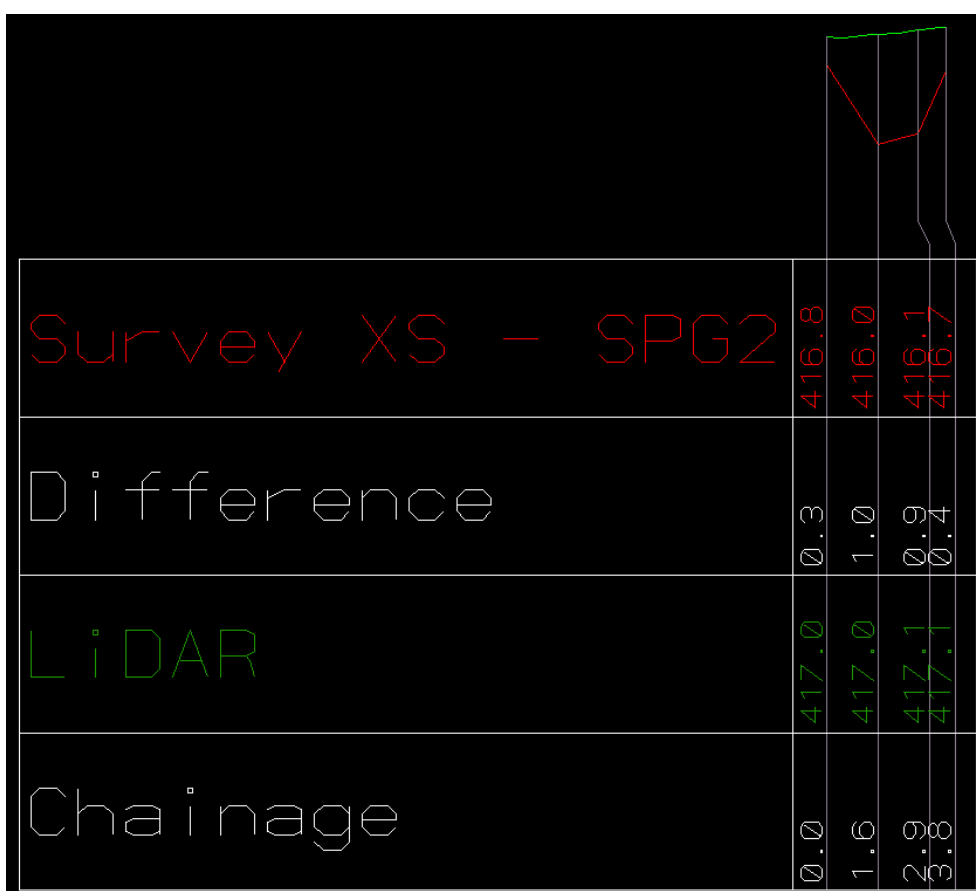 Survey XS - SPG2 416.8 416.0 416.1 416.7
Difference 0.3 1.0 0.9 0.4
LiDAR 417.0 417.0 417.1 417.1
Chainage 0.0 1.6 2.9 3.8